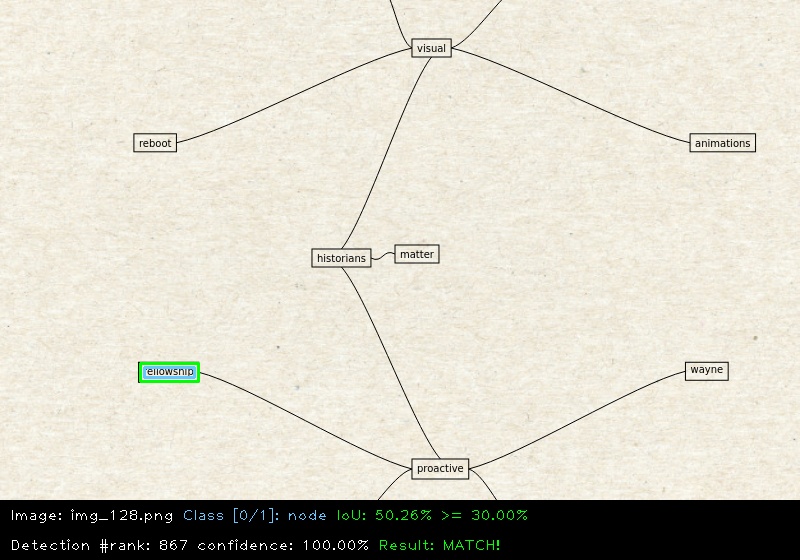 visual
reboot
animations
historians
matter
fellowship
wayne
proactive
Image: img_128.png Class [0/1]: node IoU: 50.26% >= 30.00%
Detection #rank: 867 confidence: 100.00% Result: MATCH!